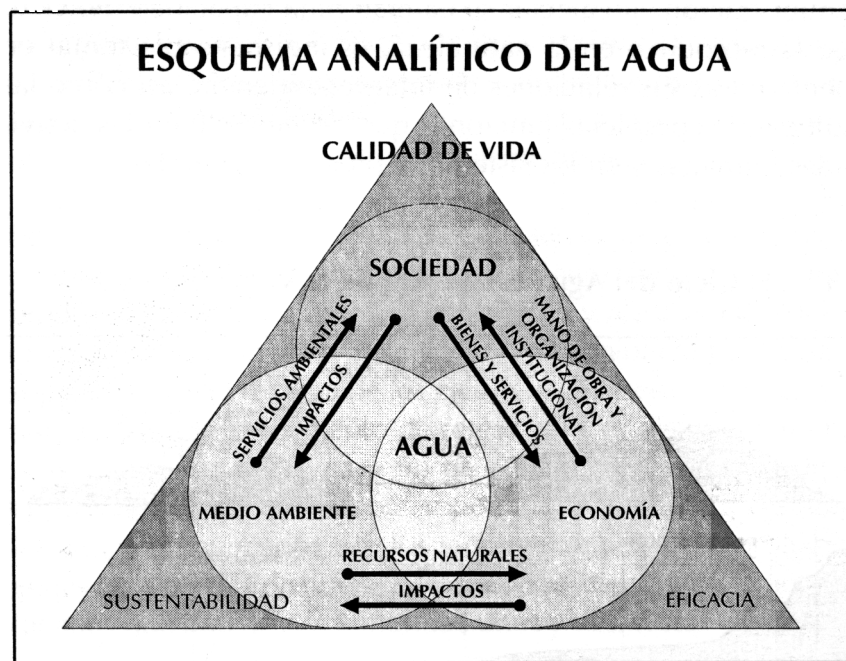 ESQUEMA ANALÍTICO DEL AGUA
CALIDAD DE VIDA
SOCIEDAD
SERVICIOS AMBIENTALES
IMPACTOS
BIENES Y SERVICIOS
MANO DE OBRA Y
ORGANIZACIÓN
INSTITUCIONAL
AGUA
MEDIO AMBIENTE
ECONOMÍA
RECURSOS NATURALES
IMPACTOS
SUSTENTABILIDAD
EFICACIA